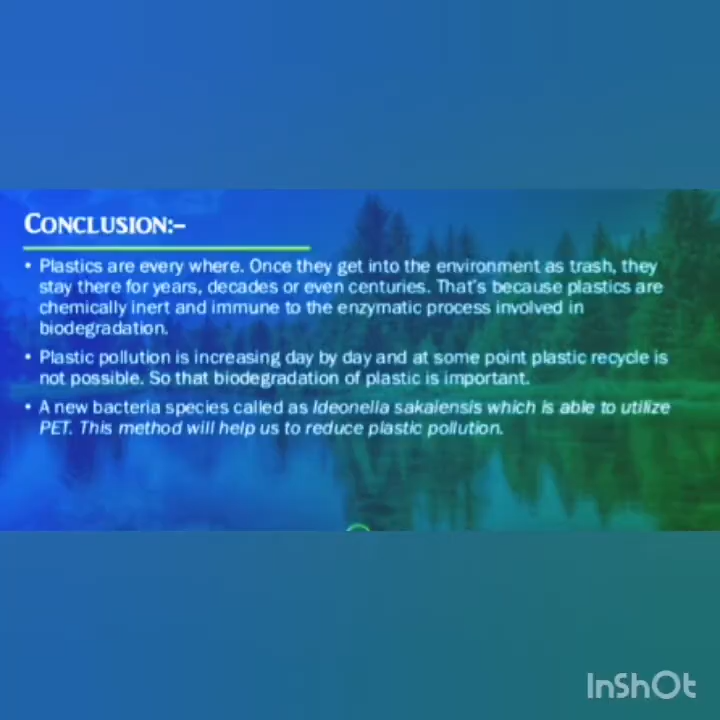 CONCLUSION:-
• Plastics are every where. Once they get into the environment as trash, they
stay there for years, decades or even centuries. That's because plastics are
chemically inert and immune to the enzymatic process involved in
biodegradation.
• Plastic pollution is increasing day by day and at some point plastic recycle is
not possible. So that biodegradation of plastic is important.
• A new bacteria species called as Ideonella sakaiensis which is able to utilize
PET. This method will help us to reduce plastic pollution.
InShOt